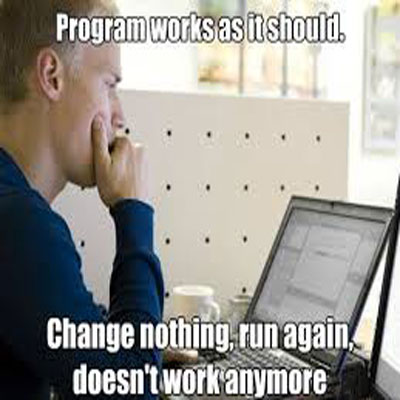 Program works as it should.
Change nothing, run again,
doesn't work anymore